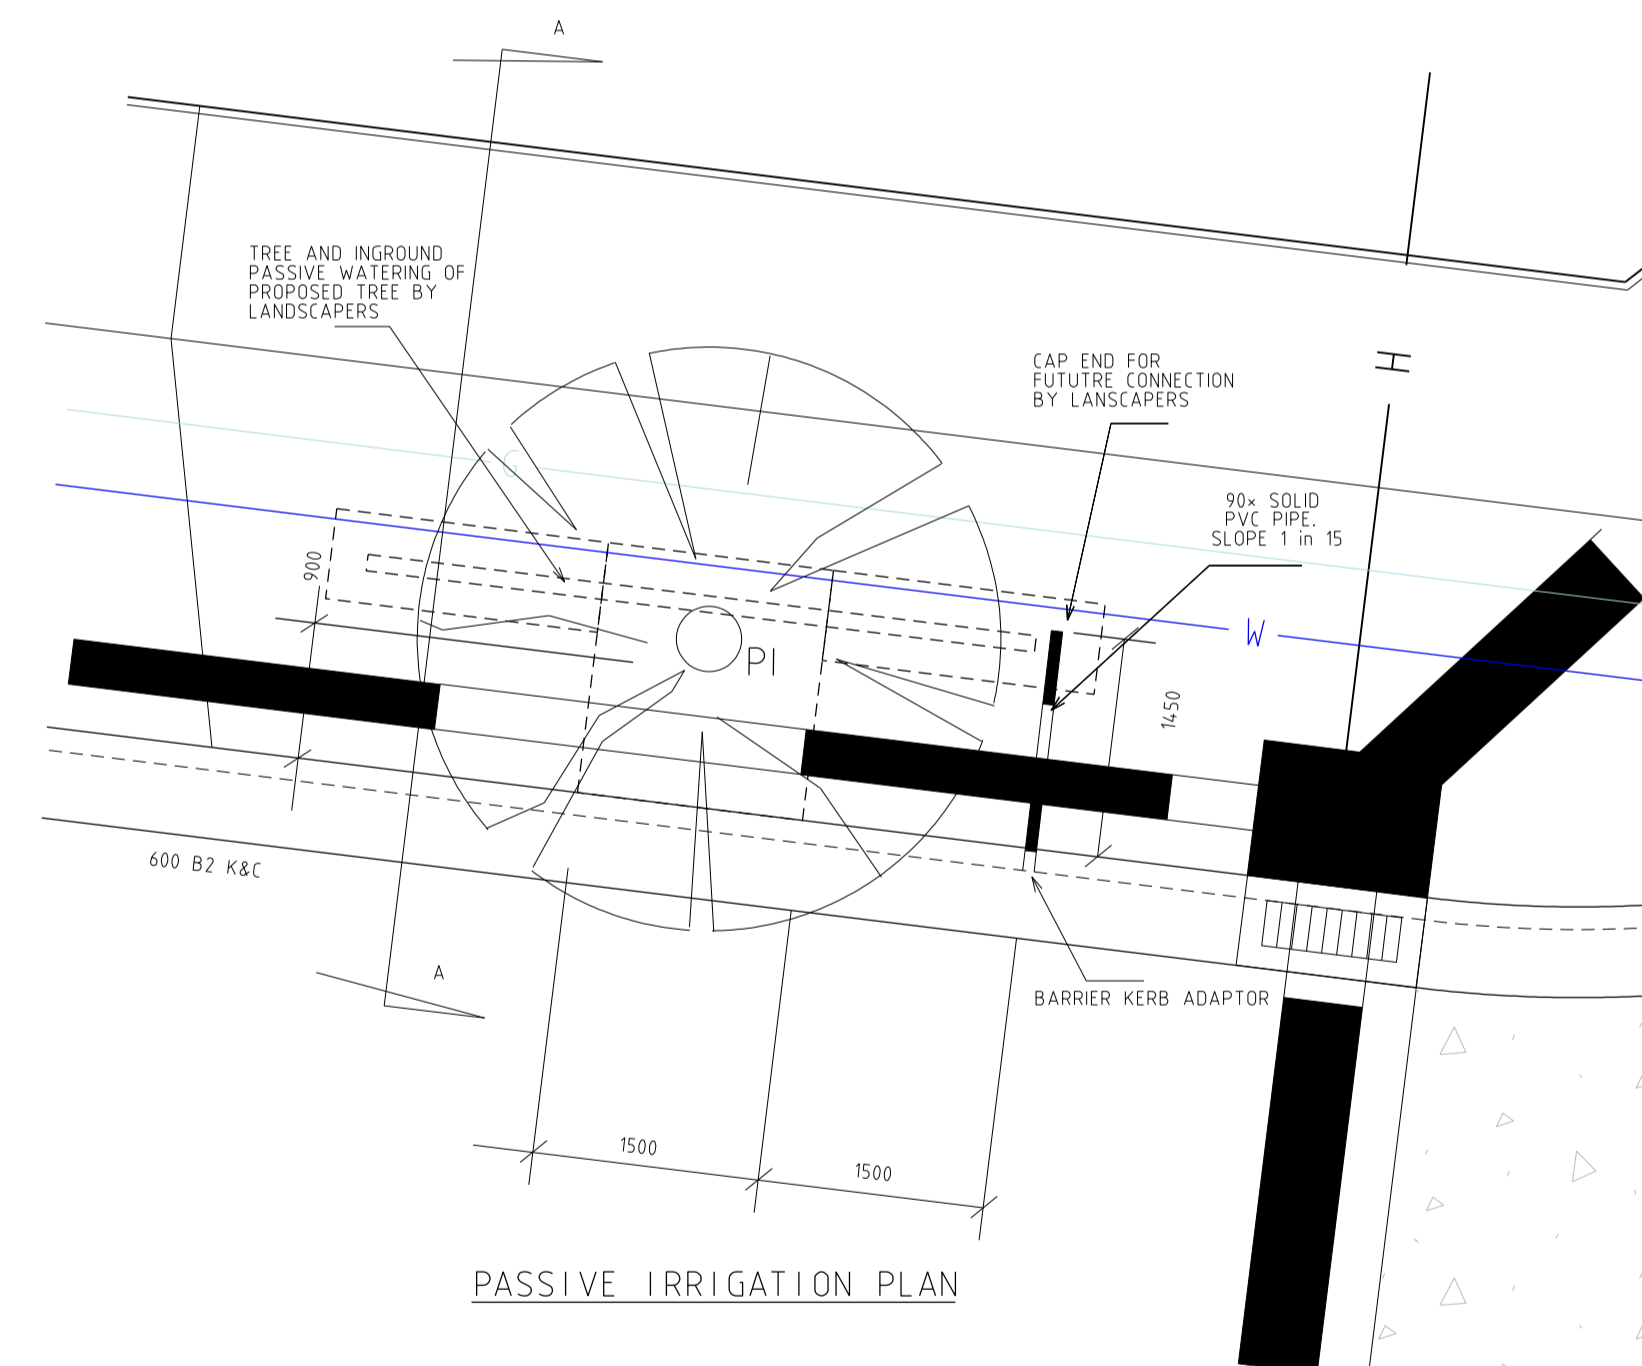 A
TREE AND INGROUND
PASSIVE WATERING OF
PROPOSED TREE BY
LANDSCAPERS
CAP END FOR
FUTUTRE CONNECTION
BY LANSCAPERS
H
G
90× SOLID
PVC PIPE.
SLOPE 1 in 15
900
W
PI
1450
600 B2 K&C
A
BARRIER KERB ADAPTOR
1500
1500
PASSIVE IRRIGATION PLAN